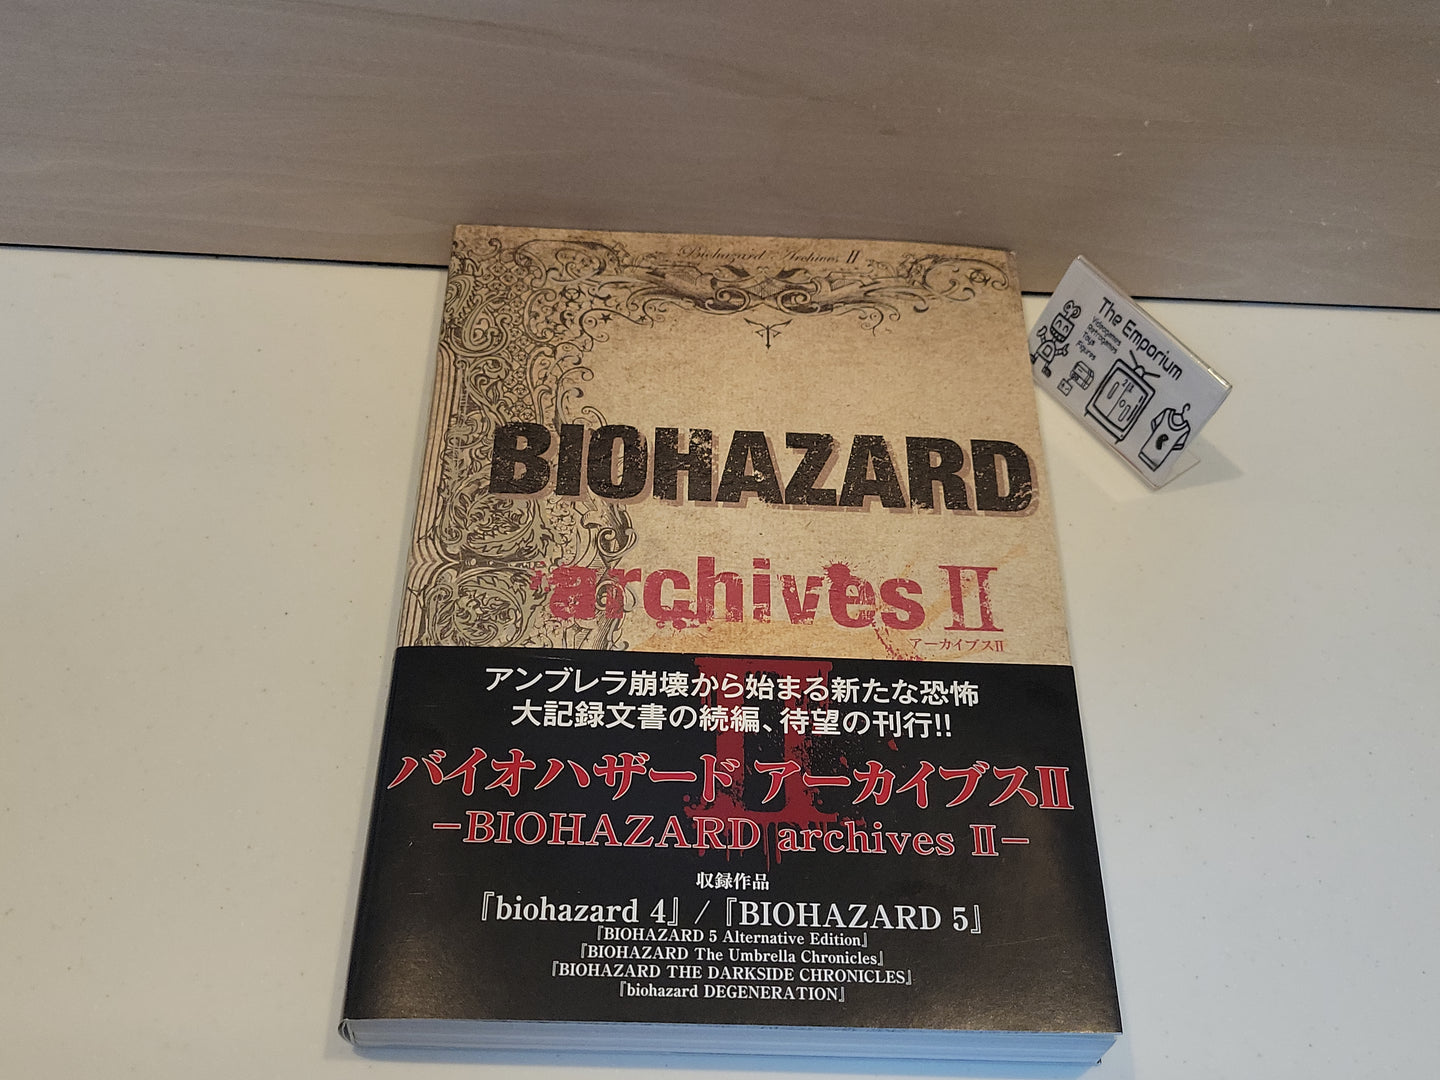 Biohazard Archives II
BIOHAZARD
archives II
アーカイブスII
アンブレラ崩壊から始まる新たな恐怖
大記録文書の続編、待望の刊行!!
バイオハザード アーカイブスII
−BIOHAZARD archives II−
収録作品
『biohazard 4』/『BIOHAZARD 5』
『BIOHAZARD 5 Alternative Edition』
『BIOHAZARD The Umbrella Chronicles』
『BIOHAZARD THE DARKSIDE CHRONICLES』
『biohazard DEGENERATION』
The Emporium
Videogames
Retrogames
Toys
Figures